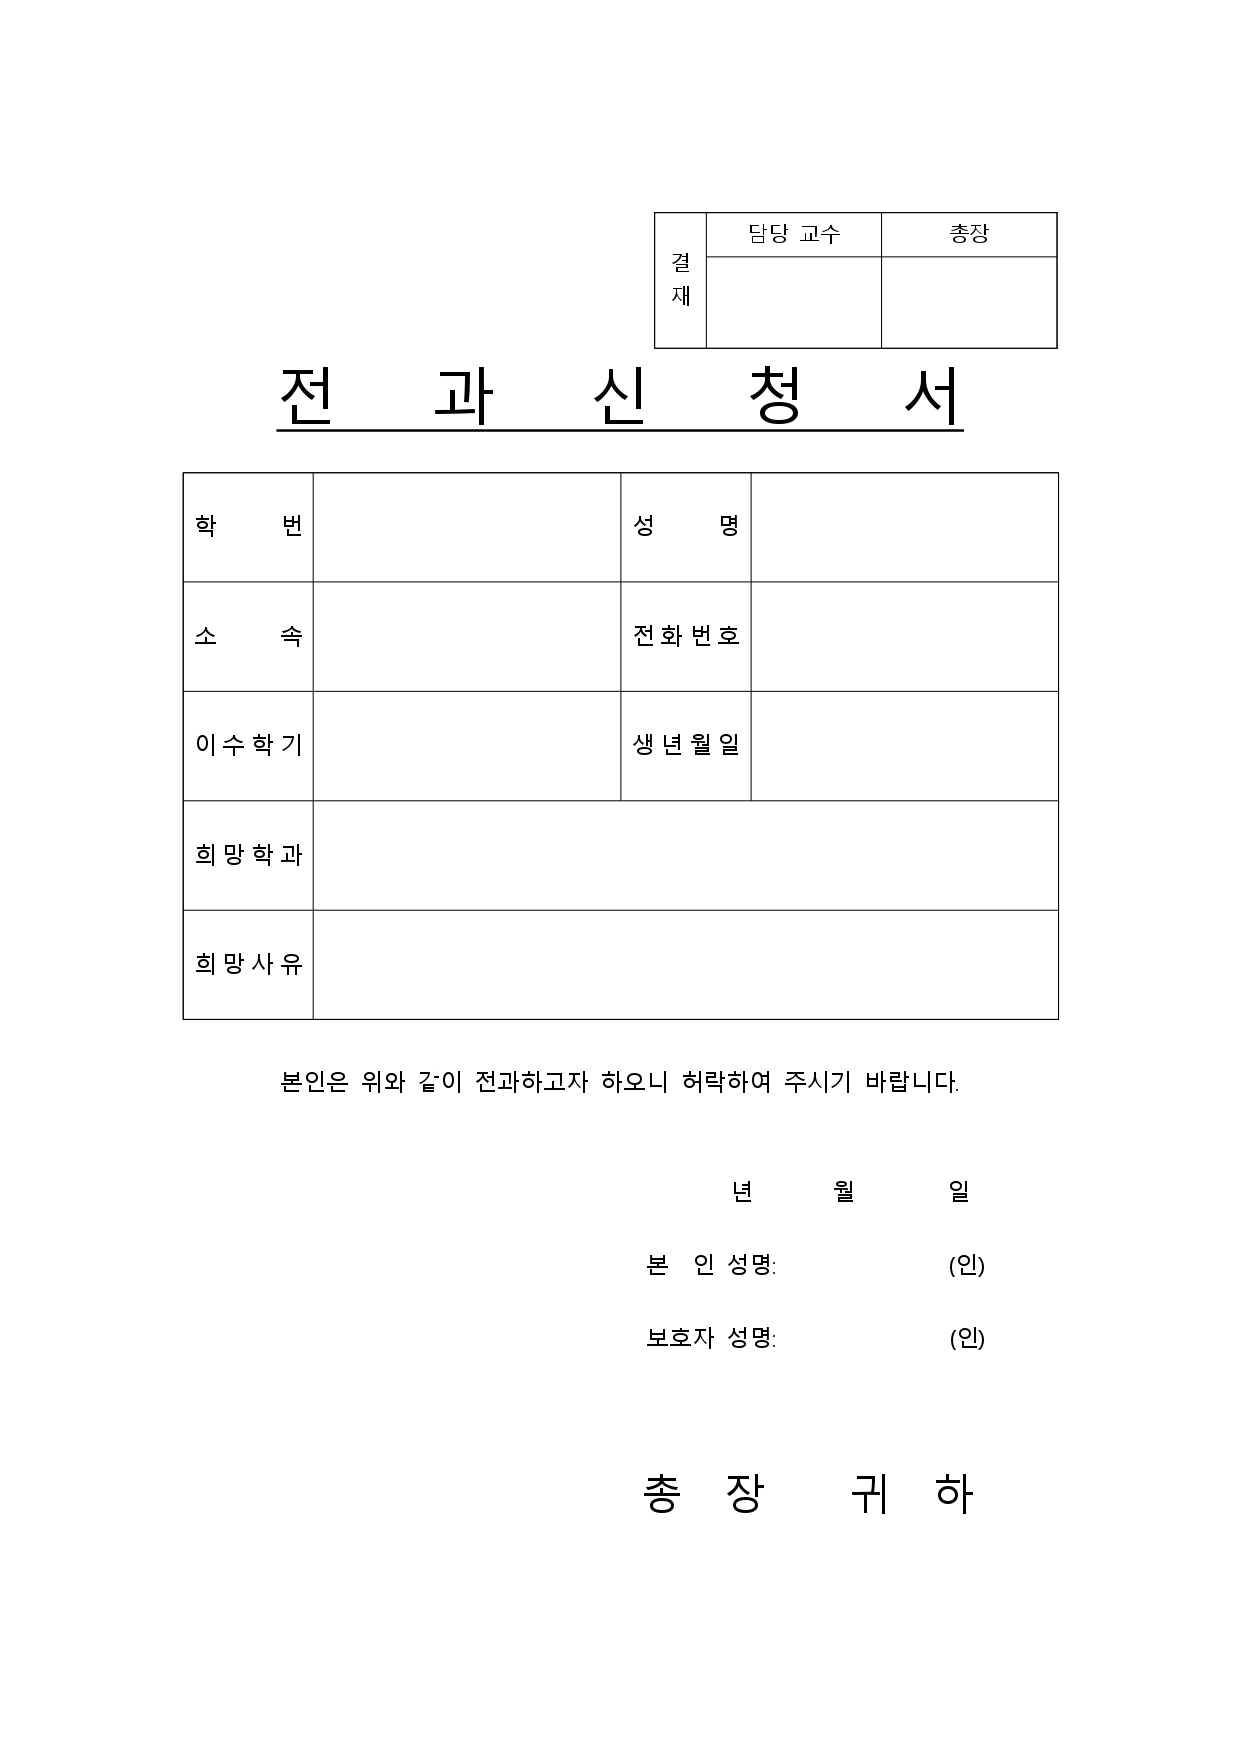 결재 담당 교수 총장
전 과 신 청 서
학 번 성 명
소 속 전화번호
이수학기 생년월일
희망학과
희망사유
본인은 위와 같이 전과하고자 하오니 허락하여 주시기 바랍니다.
년 월 일
본 인 성명: (인)
보호자 성명: (인)
총 장 귀 하